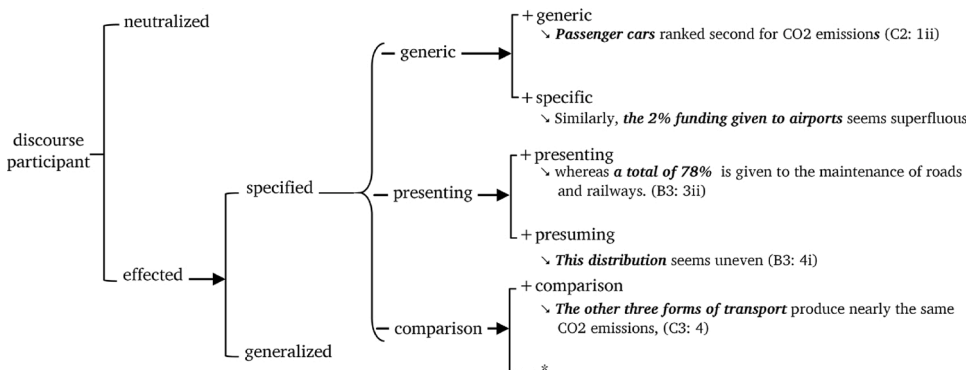 neutralized
discourse
participant
effected
specified
generalized
generic
+ generic
↘ Passenger cars ranked second for CO2 emissions (C2: 1ii)
+ specific
↘ Similarly, the 2% funding given to airports seems superfluous
presenting
+ presenting
↘ whereas a total of 78% is given to the maintenance of roads
and railways. (B3: 3ii)
+ presuming
↘ This distribution seems uneven (B3: 4i)
comparison
+ comparison
↘ The other three forms of transport produce nearly the same
CO2 emissions, (C3: 4)
*